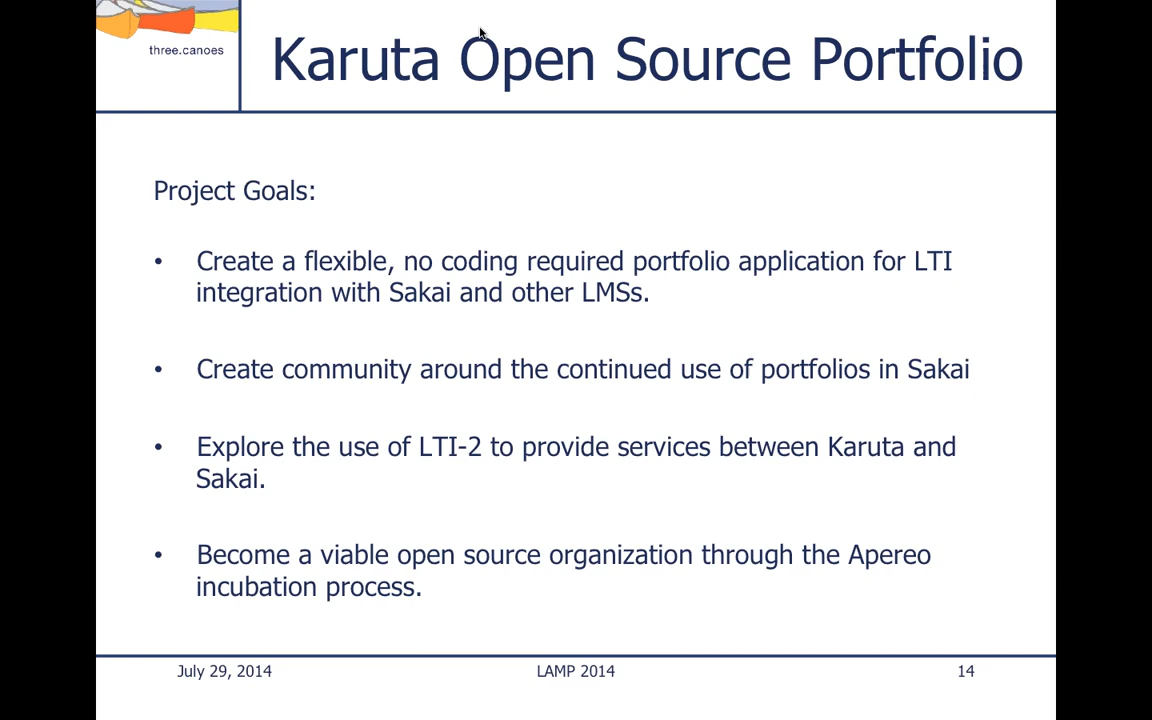 three.canoes
Karuta Open Source Portfolio
Project Goals:
• Create a flexible, no coding required portfolio application for LTI
integration with Sakai and other LMSs.
• Create community around the continued use of portfolios in Sakai
• Explore the use of LTI-2 to provide services between Karuta and
Sakai.
• Become a viable open source organization through the Apereo
incubation process.
July 29, 2014
LAMP 2014
14